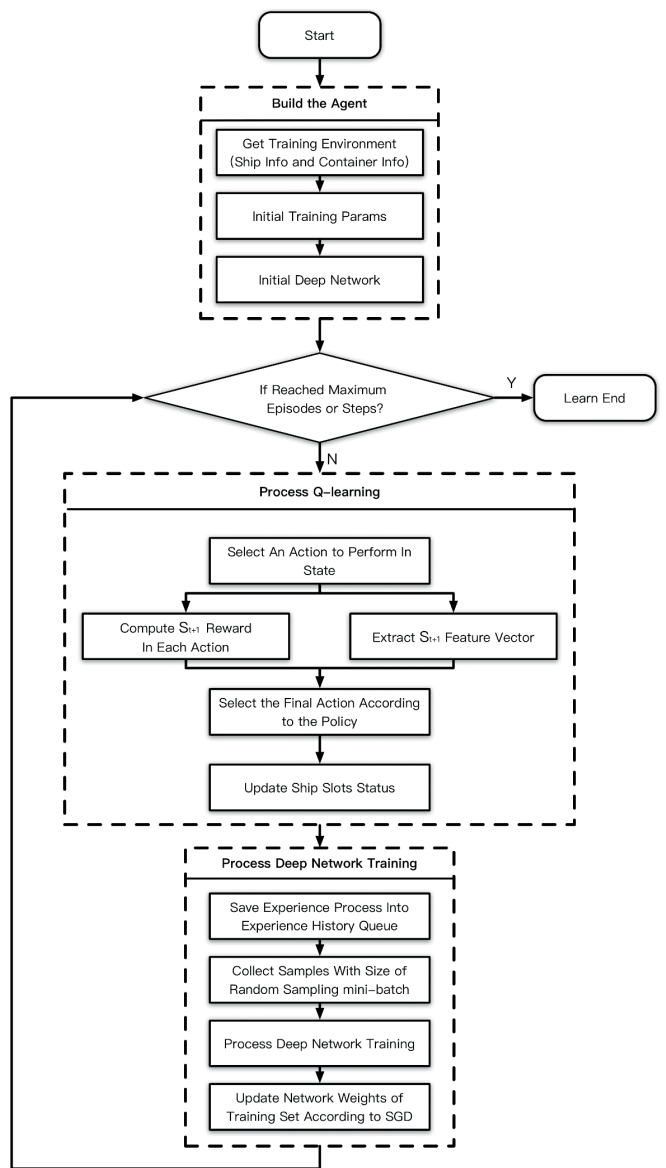 Start
Build the Agent
Get Training Environment
(Ship Info and Container Info)
Initial Training Params
Initial Deep Network
If Reached Maximum
Episodes or Steps?
Y
Learn End
N
Process Q-learning
Select An Action to Perform In
State
Compute St+1 Reward
In Each Action
Extract St+1 Feature Vector
Select the Final Action According
to the Policy
Update Ship Slots Status
Process Deep Network Training
Save Experience Process Into
Experience History Queue
Collect Samples With Size of
Random Sampling mini-batch
Process Deep Network Training
Update Network Weights of
Training Set According to SGD